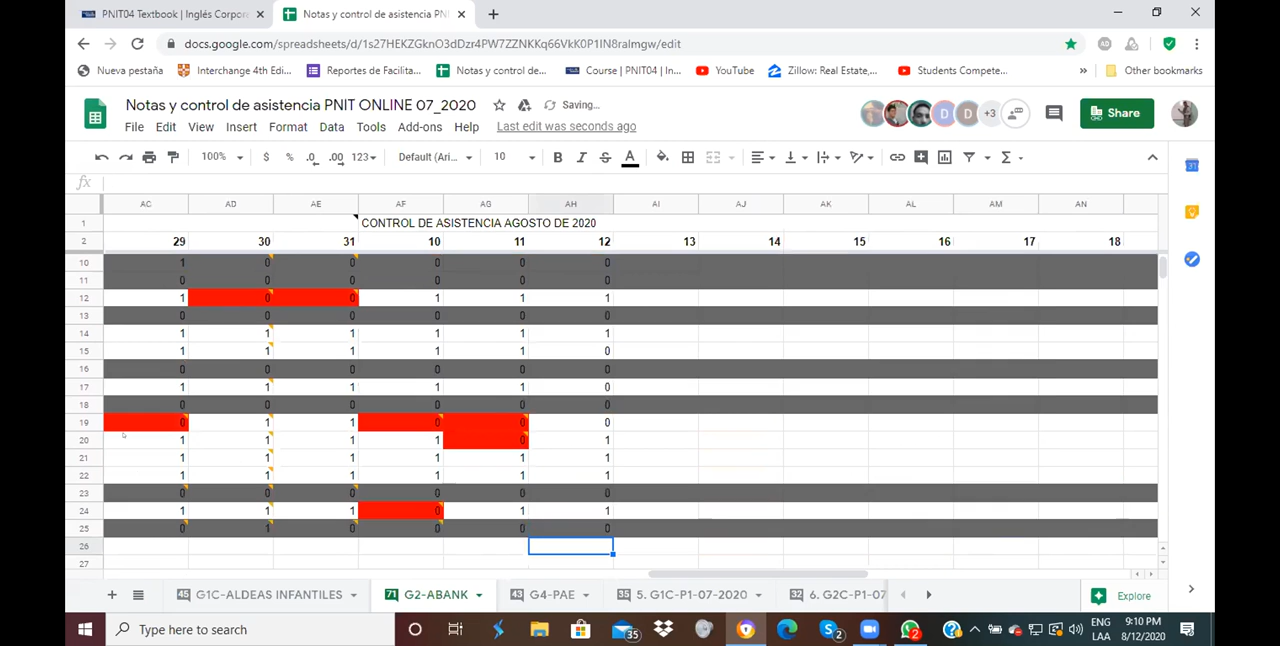 PNIT04 Textbook | Inglés Corpor
Notas y control de asistencia PNI
docs.google.com/spreadsheets/d/1s27HEKZGknO3dDzr4PW7ZZNKKq66VkK0P1IN8ralmgw/edit
Nueva pestaña
Interchange 4th Edi...
Reportes de Facilita...
Notas y control de...
Course | PNIT04 | In...
YouTube
Zillow: Real Estate,...
Students Compete...
»
Other bookmarks
Notas y control de asistencia PNIT ONLINE 07_2020
Saving...
D
D
+3
Share
File Edit View Insert Format Data Tools Add-ons Help Last edit was seconds ago
100% $ % .0 .00 123 Default (Ari... 10 B I S A
fx
AC AD AE AF AG AH AI AJ AK AL AM AN
1 CONTROL DE ASISTENCIA AGOSTO DE 2020
2 29 30 31 10 11 12 13 14 15 16 17 18
10 1 0 0 0 0 0
11 0 0 0 0 0 0
12 1 0 0 1 1 1
13 0 0 0 0 0 0
14 1 1 1 1 1 1
15 1 1 1 1 1 0
16 0 0 0 0 0 0
17 1 1 1 1 1 0
18 0 0 0 0 0 0
19 0 1 1 0 0 0
20 1 1 1 1 0 1
21 1 1 1 1 1 1
22 1 1 1 1 1 1
23 0 0 0 0 0 0
24 1 1 1 0 1 1
25 0 1 0 0 0 0
26
27
45 G1C-ALDEAS INFANTILES
71 G2-ABANK
43 G4-PAE
35 5. G1C-P1-07-2020
32 6. G2C-P1-07
Explore
Type here to search
35
2
2
ENG
LAA
9:10 PM
8/12/2020